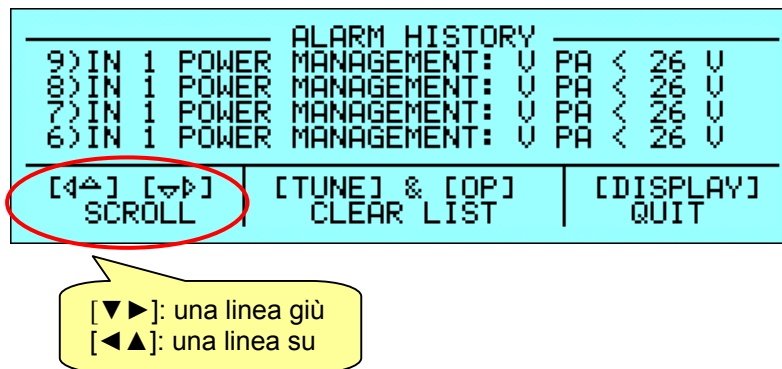 ALARM HISTORY
9)IN 1 POWER MANAGEMENT: V PA < 26 V
8)IN 1 POWER MANAGEMENT: V PA < 26 V
7)IN 1 POWER MANAGEMENT: V PA < 26 V
6)IN 1 POWER MANAGEMENT: V PA < 26 V
[◁△] [▽▷] [TUNE] & [OP] [DISPLAY]
SCROLL CLEAR LIST QUIT
[▼►]: una linea giù
[◄▲]: una linea su